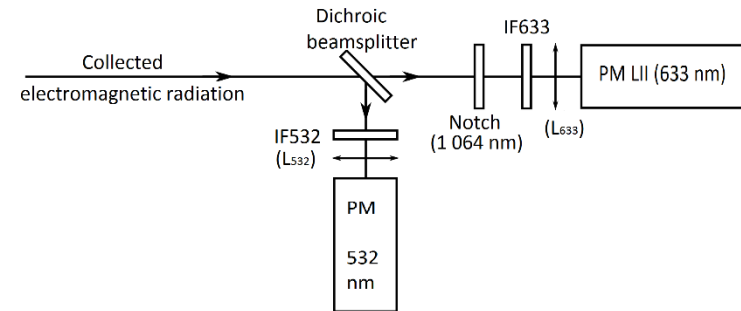 Dichroic
beamsplitter
Collected
electromagnetic radiation
IF633
PM LII (633 nm)
Notch
(1 064 nm)
(L633)
IF532
(L532)
PM
532
nm